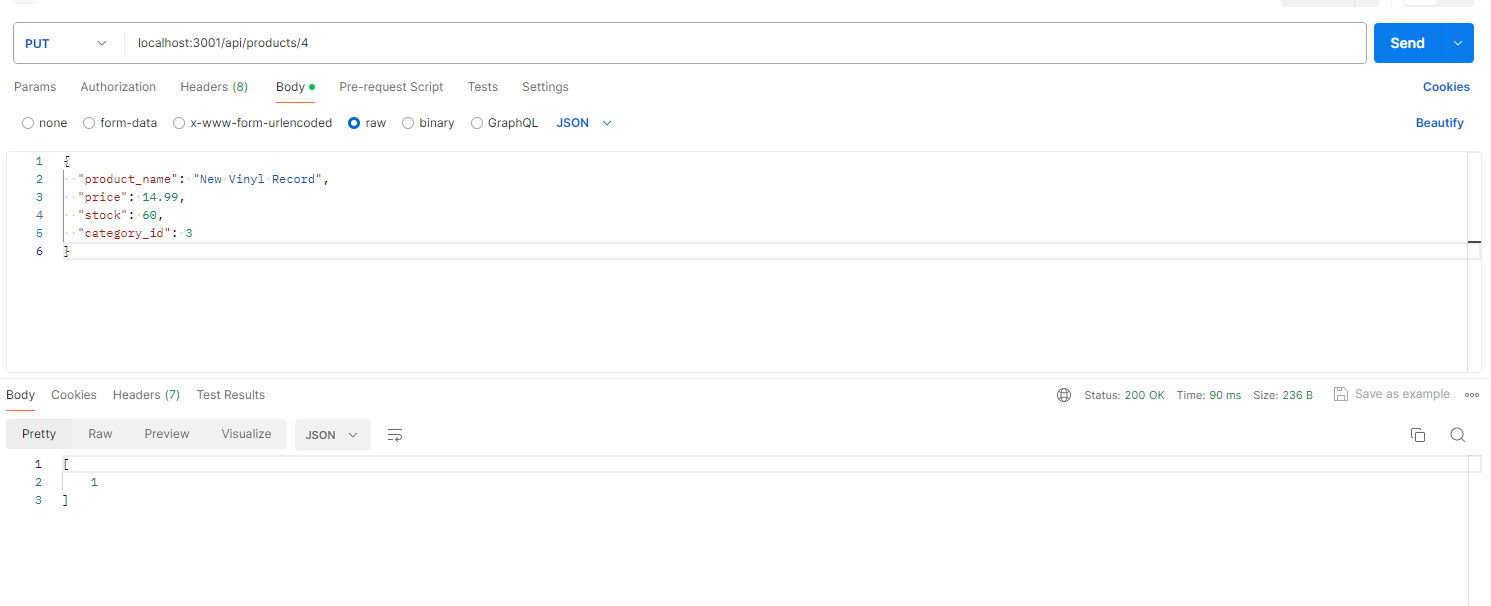 PUT localhost:3001/api/products/4 Send
Params Authorization Headers (8) Body Pre-request Script Tests Settings Cookies
none form-data x-www-form-urlencoded raw binary GraphQL JSON Beautify
1 {
2 "product_name": "New Vinyl Record",
3 "price": 14.99,
4 "stock": 60,
5 "category_id": 3
6 }
Body Cookies Headers (7) Test Results Status: 200 OK Time: 90 ms Size: 236 B Save as example
Pretty Raw Preview Visualize JSON
1 [
2 1
3 ]